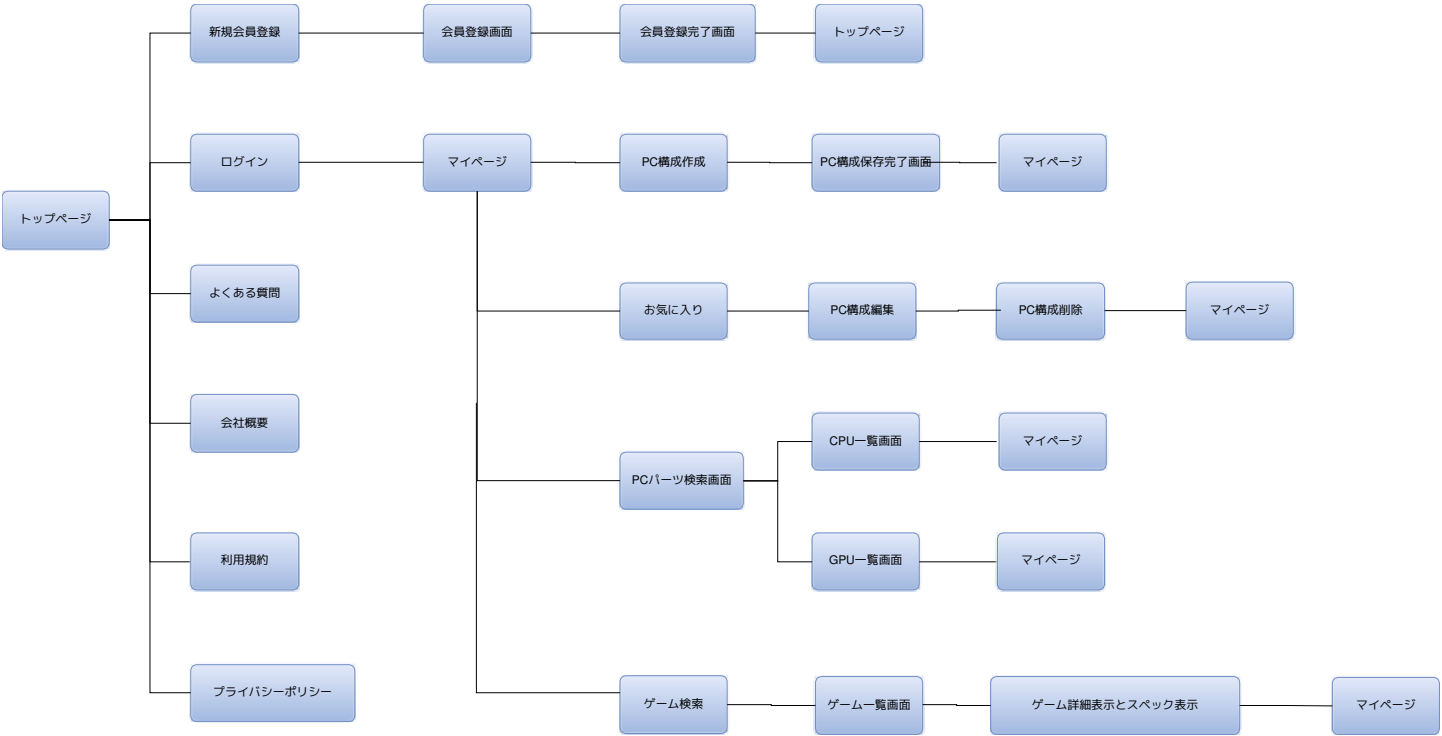 新規会員登録
会員登録画面
会員登録完了画面
トップページ
ログイン
マイページ
PC構成作成
PC構成保存完了画面
マイページ
トップページ
よくある質問
お気に入り
PC構成編集
PC構成削除
マイページ
会社概要
PCパーツ検索画面
CPU一覧画面
マイページ
利用規約
GPU一覧画面
マイページ
プライバシーポリシー
ゲーム検索
ゲーム一覧画面
ゲーム詳細表示とスペック表示
マイページ